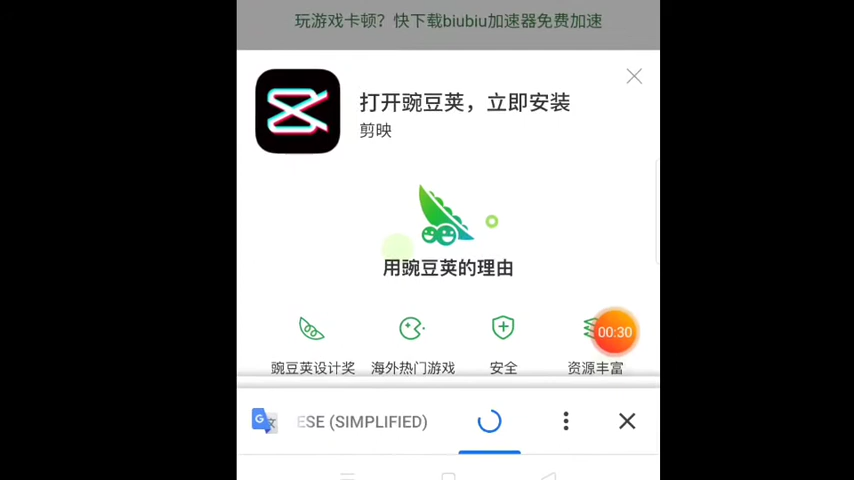 玩游戏卡顿？快下载biubiu加速器免费加速
打开豌豆荚，立即安装
剪映
用豌豆荚的理由
豌豆荚设计奖 海外热门游戏 安全 资源丰富
00:30
ESE (SIMPLIFIED)